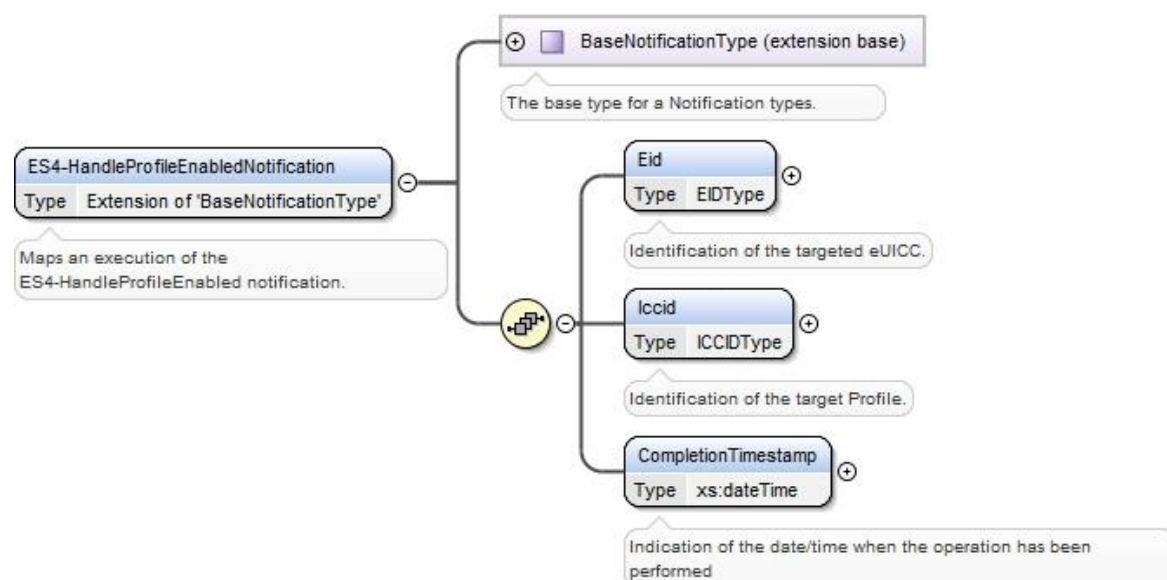 BaseNotificationType (extension base)
The base type for a Notification types.
ES4-HandleProfileEnabledNotification
Type Extension of 'BaseNotificationType'
Maps an execution of the
ES4-HandleProfileEnabled notification.
Eid
Type EIDType
Identification of the targeted eUICC.
Iccid
Type ICCIDType
Identification of the target Profile.
CompletionTimestamp
Type xs:dateTime
Indication of the date/time when the operation has been
performed